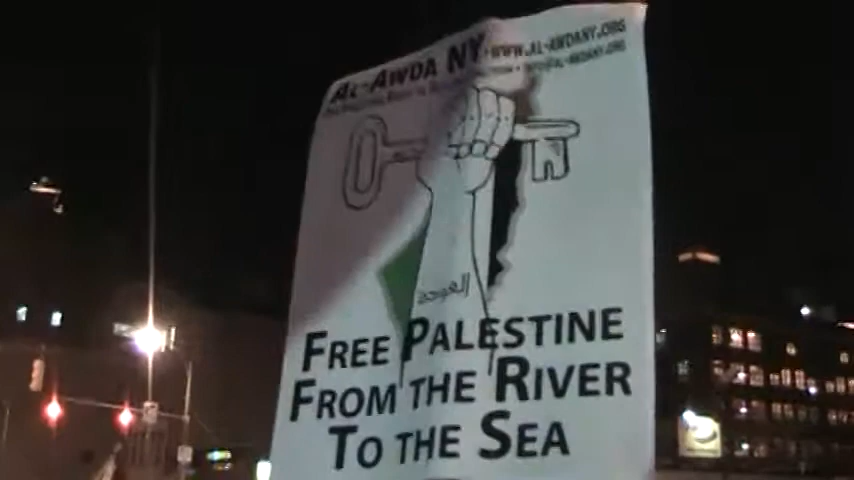 AL-AWDA NY • WWW.AL-AWDANY.ORG
العودة
FREE PALESTINE
FROM THE RIVER
TO THE SEA